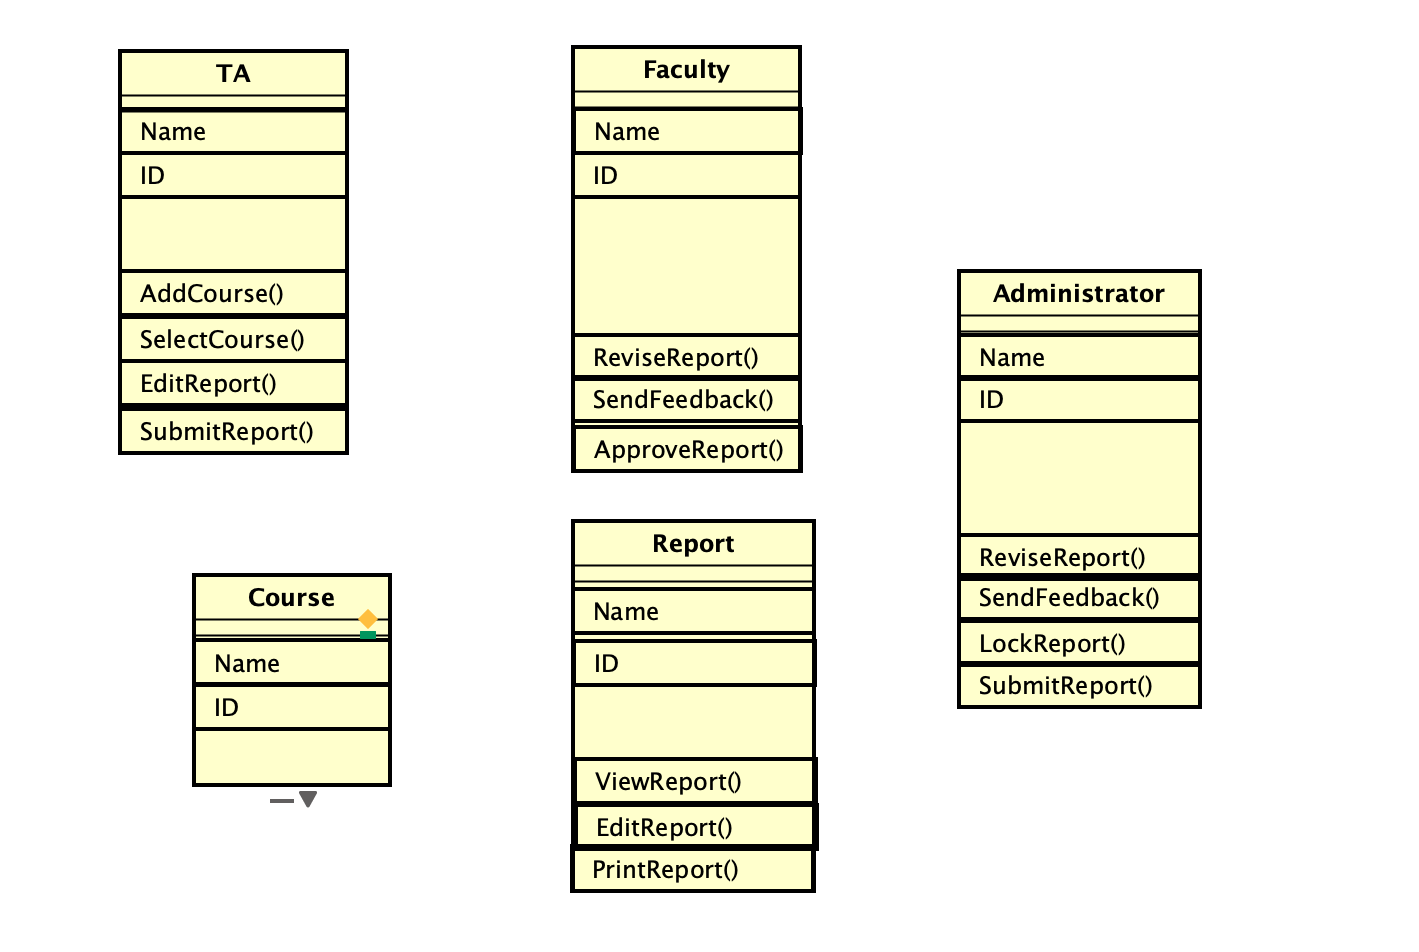 TA
Name
ID
AddCourse()
SelectCourse()
EditReport()
SubmitReport()
Faculty
Name
ID
ReviseReport()
SendFeedback()
ApproveReport()
Administrator
Name
ID
ReviseReport()
SendFeedback()
LockReport()
SubmitReport()
Course
Name
ID
Report
Name
ID
ViewReport()
EditReport()
PrintReport()